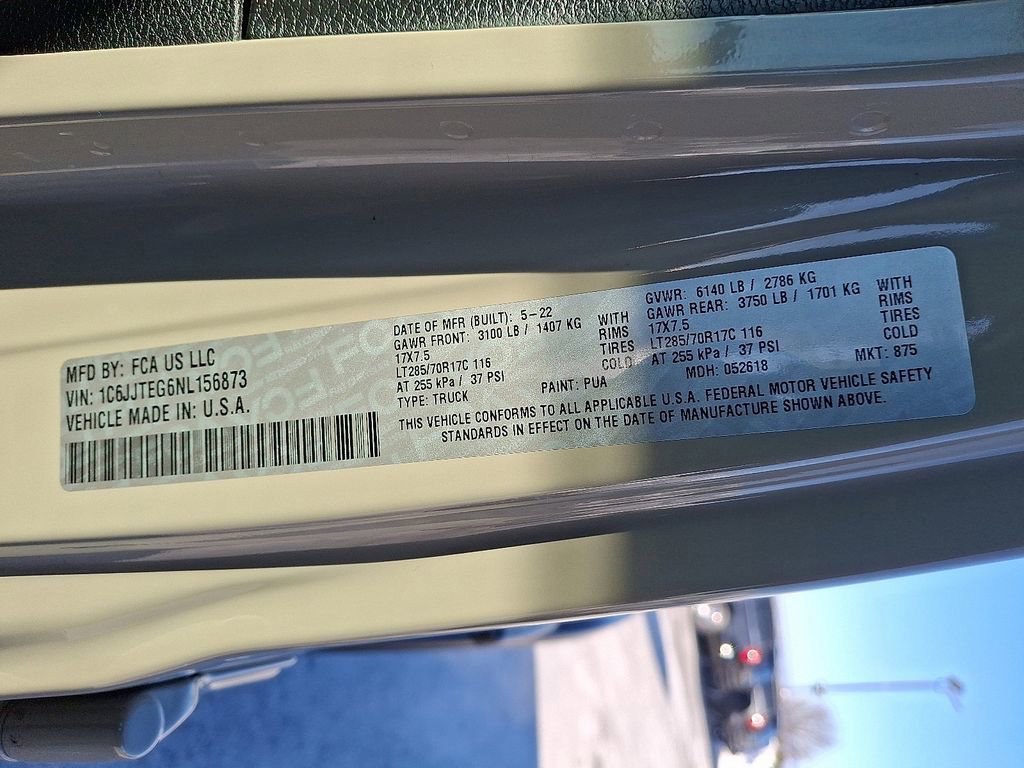 MFD BY: FCA US LLC
VIN: 1C6JJTEG6NL156873
VEHICLE MADE IN: U.S.A.
DATE OF MFR (BUILT): 5-22
GAWR FRONT: 3100 LB / 1407 KG WITH
17X7.5 RIMS
LT285/70R17C 116 TIRES
AT 255 kPa / 37 PSI COLD
TYPE: TRUCK PAINT: PUA
GVWR: 6140 LB / 2786 KG
GAWR REAR: 3750 LB / 1701 KG WITH
17X7.5 RIMS
LT285/70R17C 116 TIRES
AT 255 kPa / 37 PSI COLD
MDH: 052618 MKT: 875
THIS VEHICLE CONFORMS TO ALL APPLICABLE U.S.A. FEDERAL MOTOR VEHICLE SAFETY
STANDARDS IN EFFECT ON THE DATE OF MANUFACTURE SHOWN ABOVE.